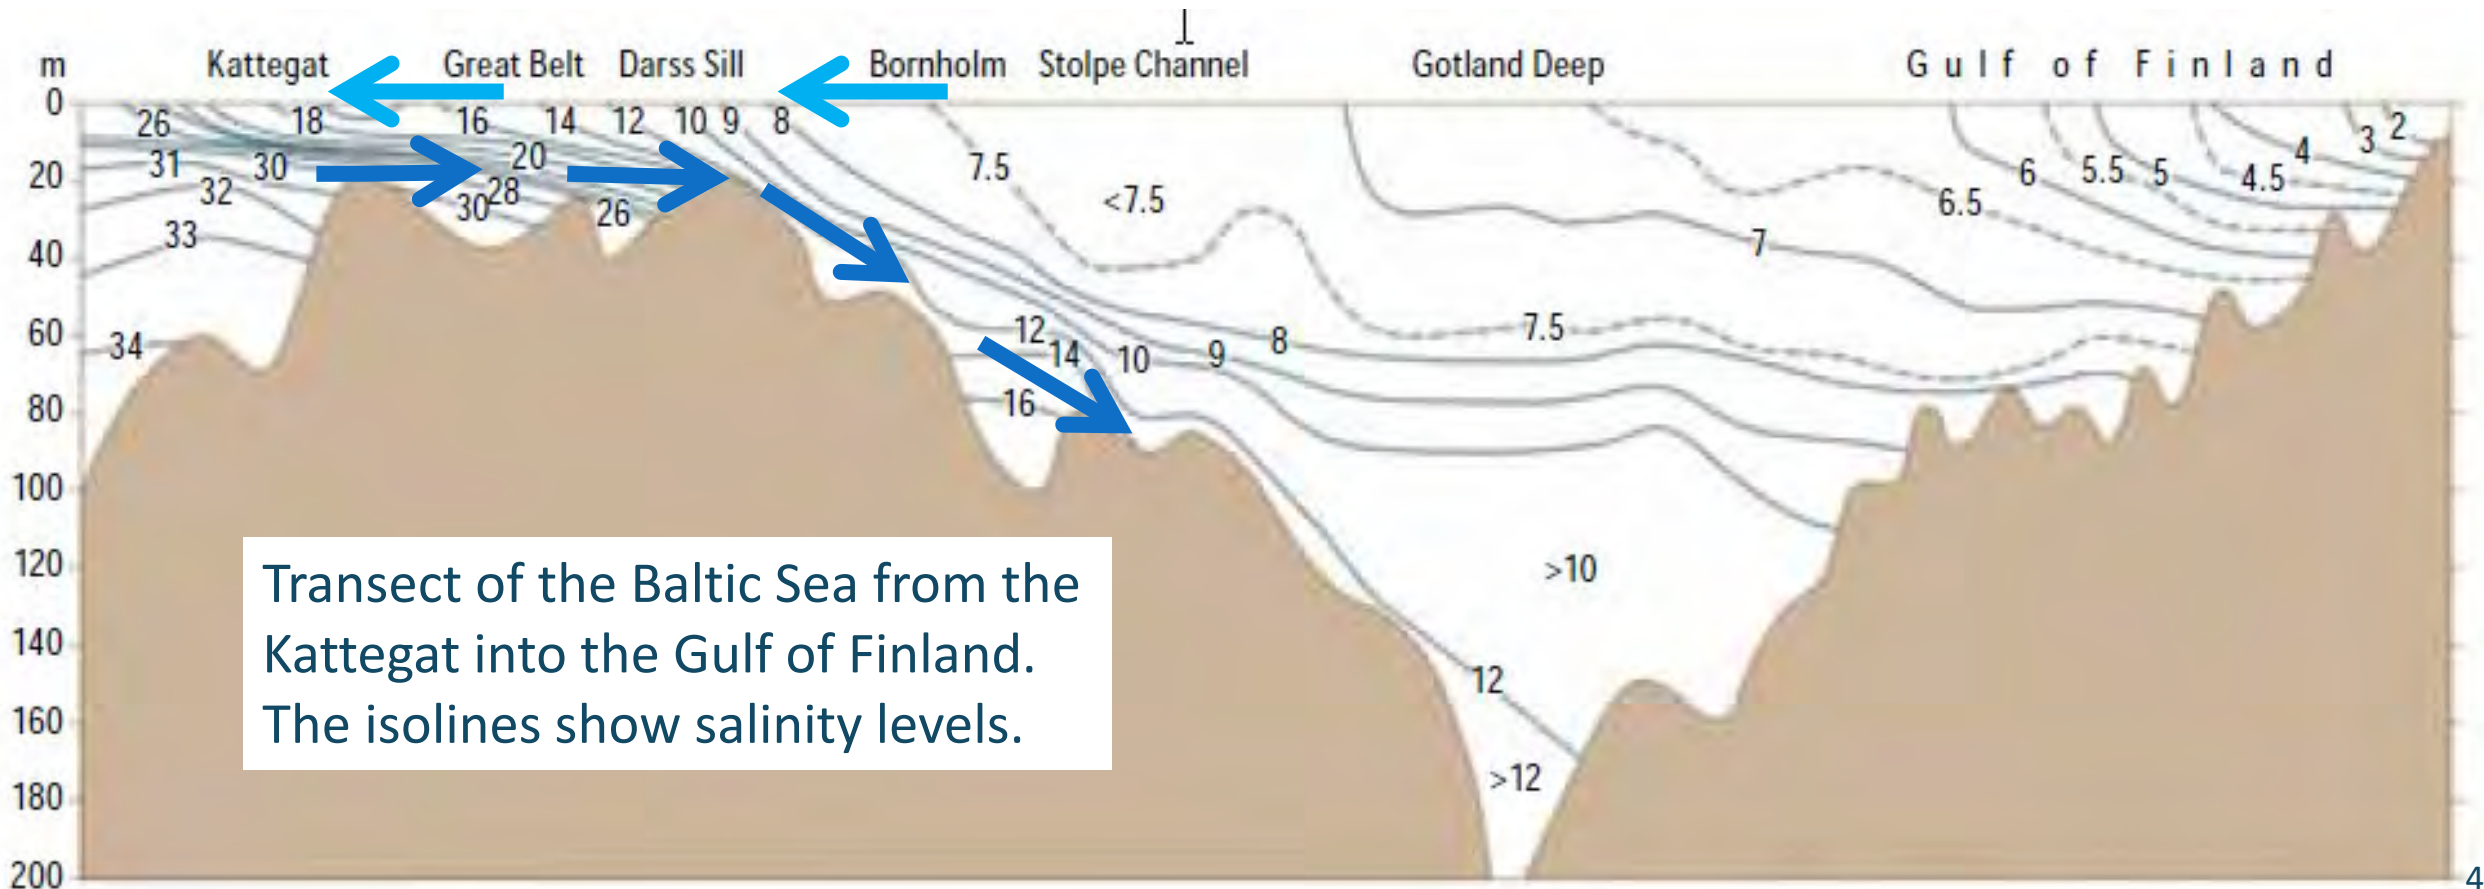 m Kattegat Great Belt Darss Sill Bornholm Stolpe Channel Gotland Deep Gulf of Finland
0
26 18 16 14 12 10 9 8 2
3
4
31 30 20 7.5 6 5.5 5 4.5
20
32 28 <7.5 6.5
30 26
33 7
40
60 12 7.5
34 14 10 9 8
80 16
100
120 >10
Transect of the Baltic Sea from the
140 Kattegat into the Gulf of Finland.
12
160 The isolines show salinity levels.
180 >12
200 4